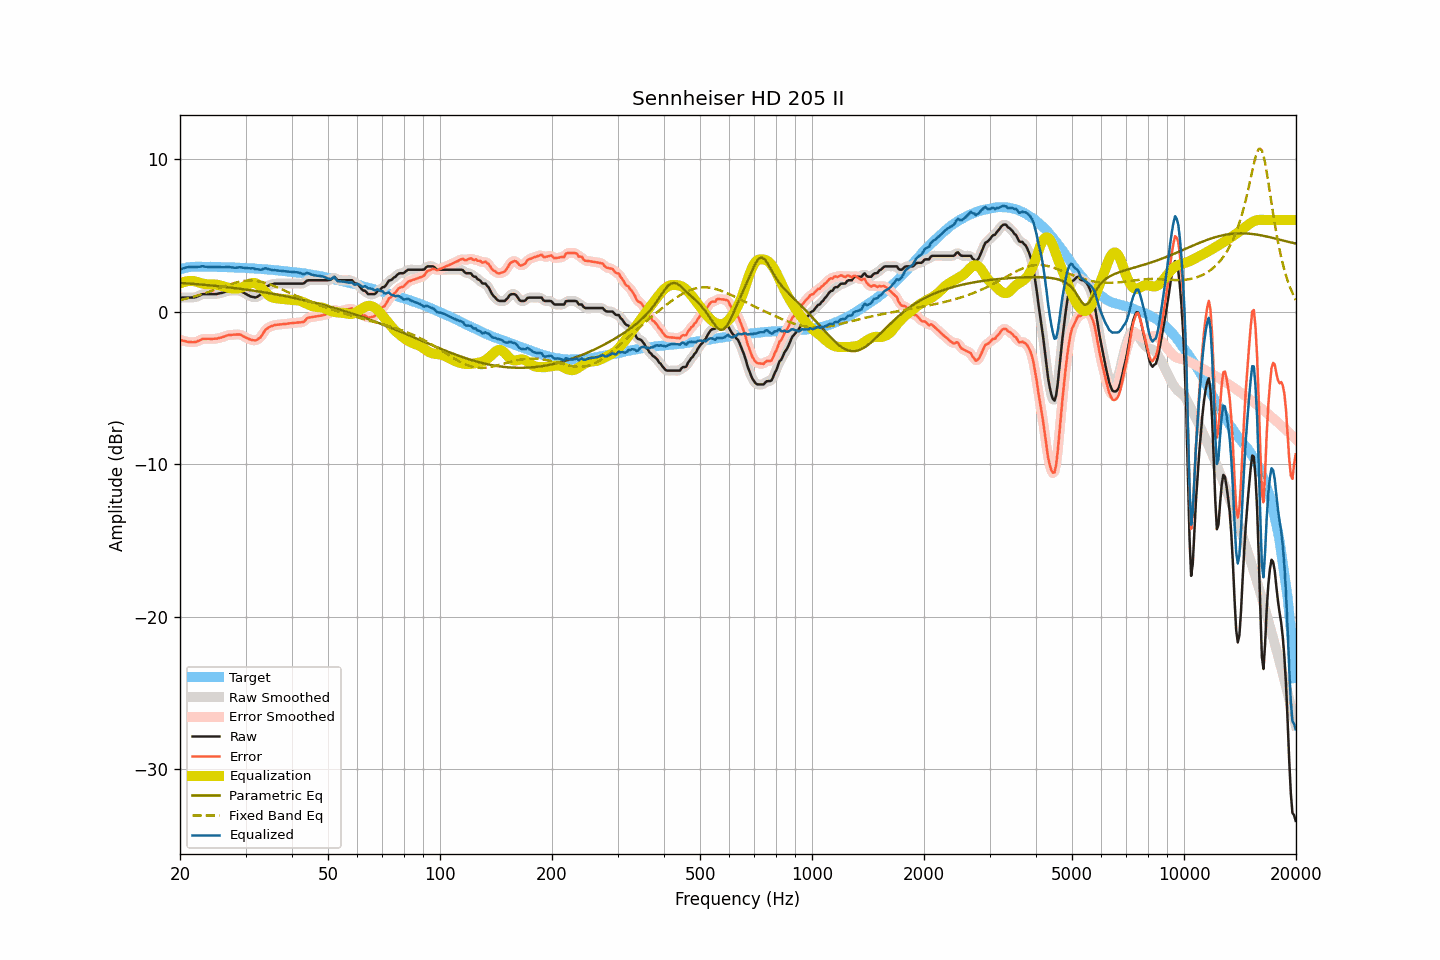 Sennheiser HD 205 II
10
0
−10
−20
−30
Amplitude (dBr)
Target
Raw Smoothed
Error Smoothed
Raw
Error
Equalization
Parametric Eq
Fixed Band Eq
Equalized
20 50 100 200 500 1000 2000 5000 10000 20000
Frequency (Hz)